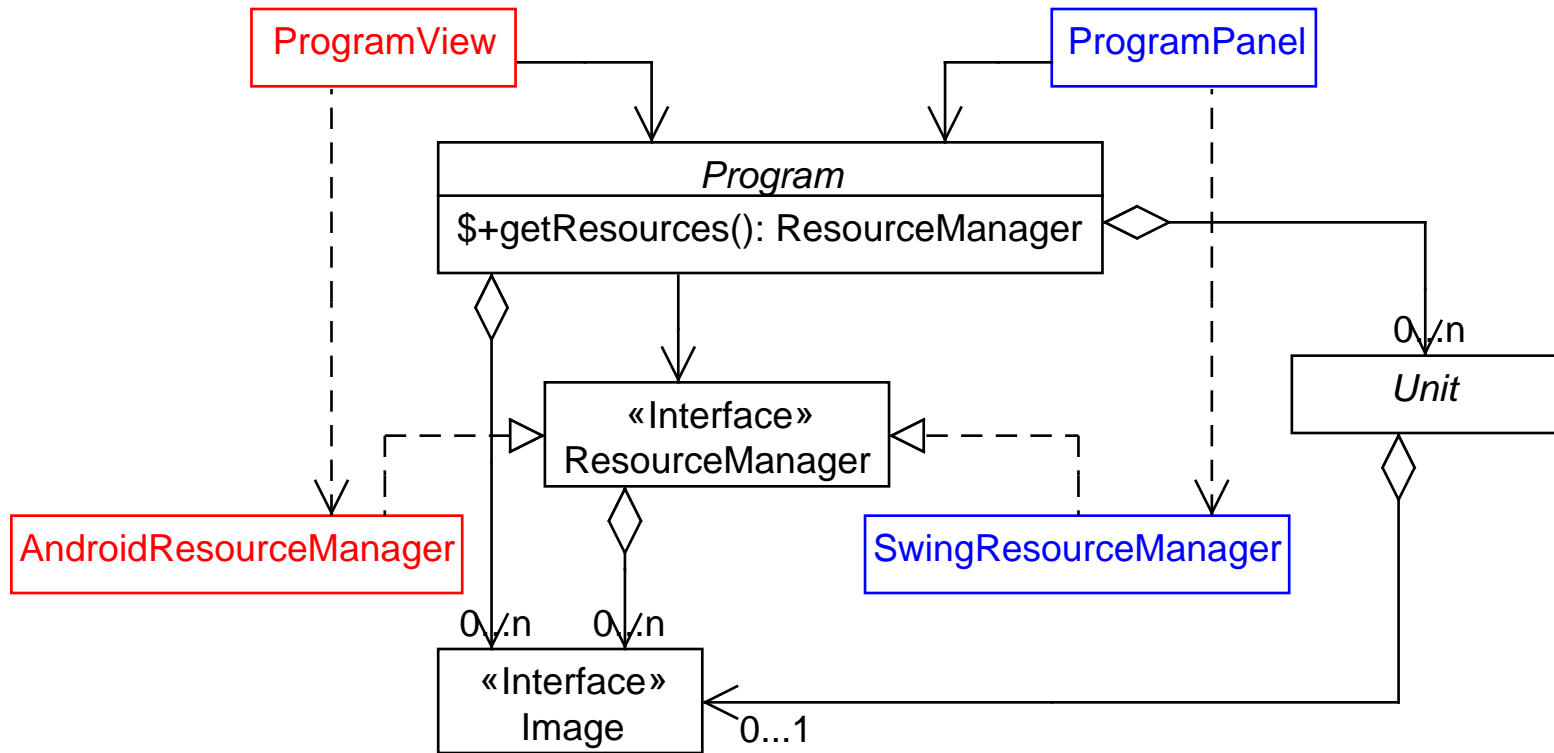 ProgramView
ProgramPanel
Program
$+getResources(): ResourceManager
0...n
Unit
«Interface»
ResourceManager
AndroidResourceManager
SwingResourceManager
0...n
0...n
«Interface»
Image
0...1